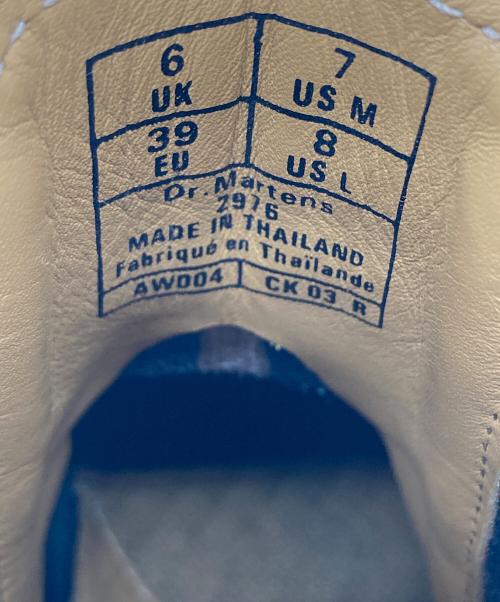 6 7
UK US M
39 8
EU US L
Dr. Martens
2976
MADE IN THAILAND
Fabriqué en Thaïlande
AW004 CK 03 R